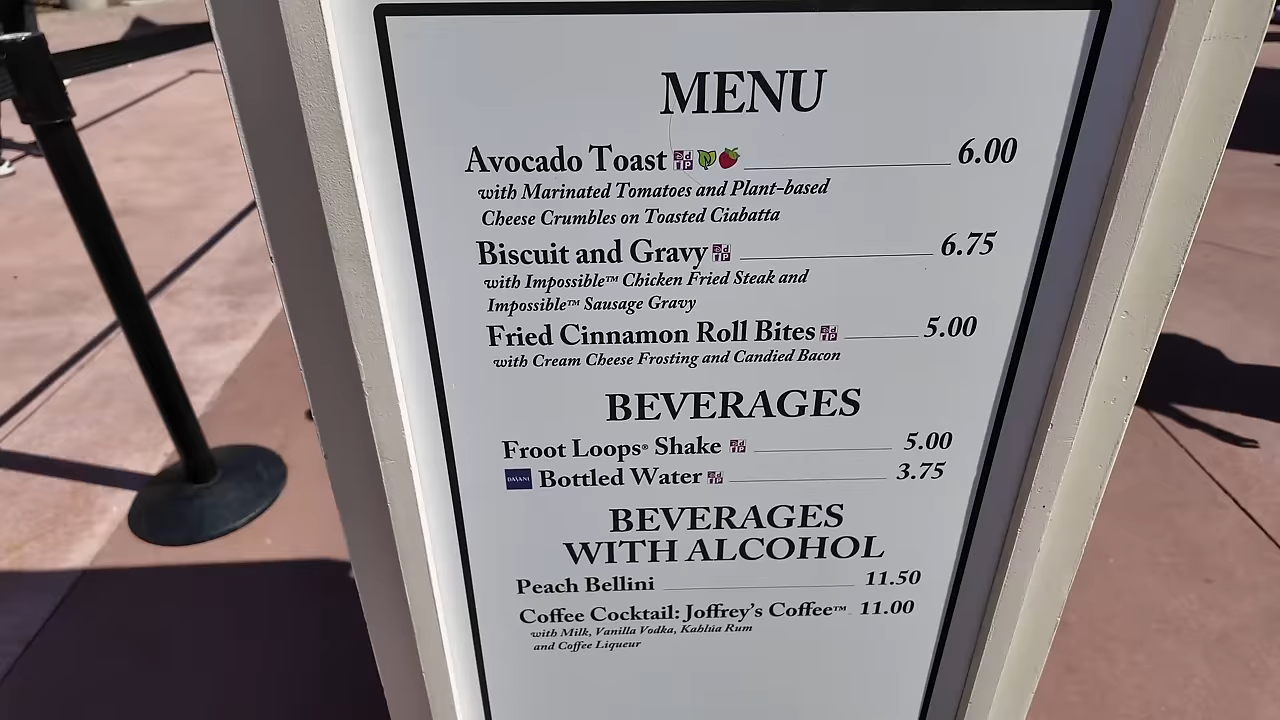 MENU
Avocado Toast 6.00
with Marinated Tomatoes and Plant-based
Cheese Crumbles on Toasted Ciabatta
Biscuit and Gravy 6.75
with Impossible™ Chicken Fried Steak and
Impossible™ Sausage Gravy
Fried Cinnamon Roll Bites 5.00
with Cream Cheese Frosting and Candied Bacon
BEVERAGES
Froot Loops® Shake 5.00
DASANI Bottled Water 3.75
BEVERAGES
WITH ALCOHOL
Peach Bellini 11.50
Coffee Cocktail: Joffrey's Coffee™ 11.00
with Milk, Vanilla Vodka, Kahlúa Rum
and Coffee Liqueur